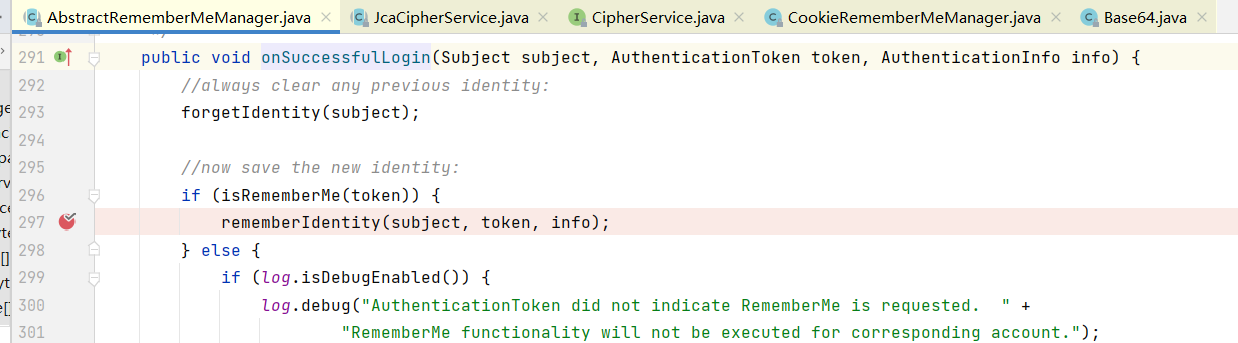 AbstractRememberMeManager.java JcaCipherService.java CipherService.java CookieRememberMeManager.java Base64.java
291 public void onSuccessfulLogin(Subject subject, AuthenticationToken token, AuthenticationInfo info) {
292 //always clear any previous identity:
293 forgetIdentity(subject);
294
295 //now save the new identity:
296 if (isRememberMe(token)) {
297 rememberIdentity(subject, token, info);
298 } else {
299 if (log.isDebugEnabled()) {
300 log.debug("AuthenticationToken did not indicate RememberMe is requested.  " +
301 "RememberMe functionality will not be executed for corresponding account.");